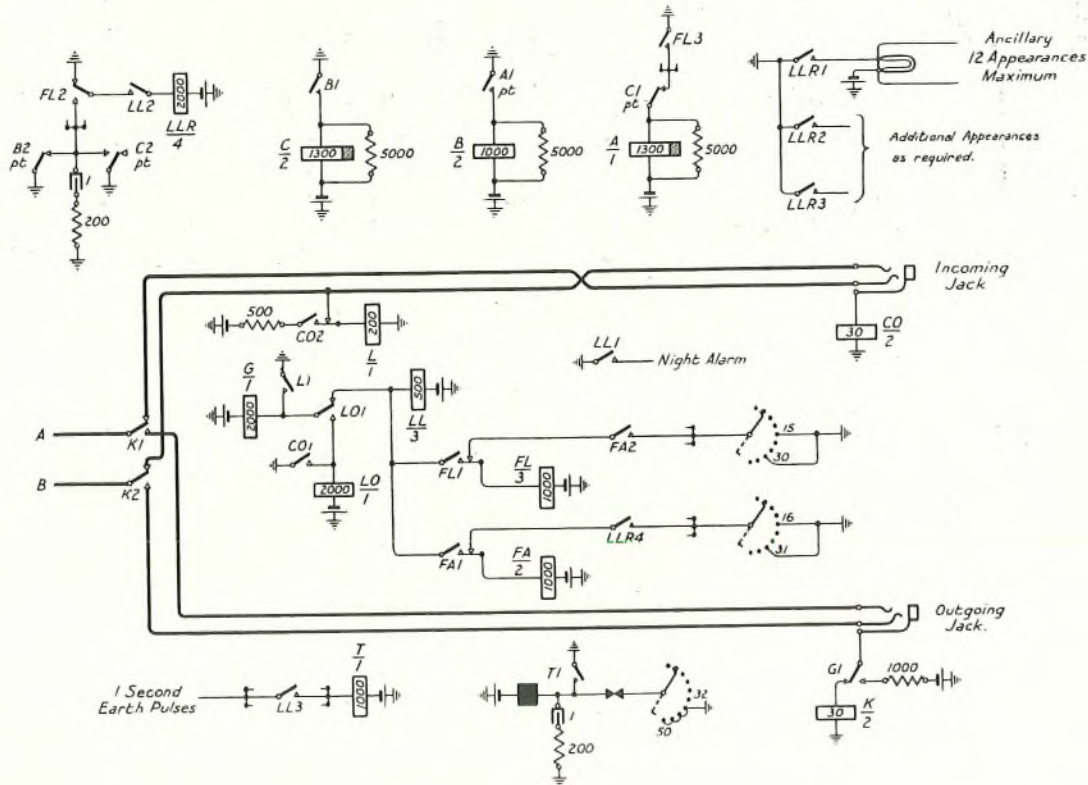 FL2
LL2
2000
LLR
4
B2
pt
C2
pt
1
200
B1
C
2
1300
5000
A1
pt
B
2
1000
5000
FL3
C1
pt
A
1
1300
5000
LLR1
LLR2
LLR3
Ancillary
12 Appearances
Maximum
Additional Appearances
as required.
Incoming
Jack
30
CO
2
500
CO2
200
L
1
LL1
Night Alarm
G
1
2000
L1
LO1
500
LL
3
CO1
2000
LO
1
A
K1
B
K2
FL1
FL
3
1000
FA2
15
30
FA1
FA
2
1000
LLR4
16
31
Outgoing
Jack.
G1
1000
30
K
2
1 Second
Earth Pulses
LL3
T
1
1000
T1
1
200
32
50